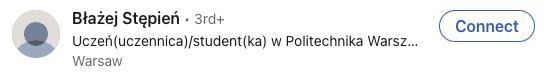 Błażej Stępień · 3rd+
Uczeń(uczennica)/student(ka) w Politechnika Warsz...
Warsaw
Connect